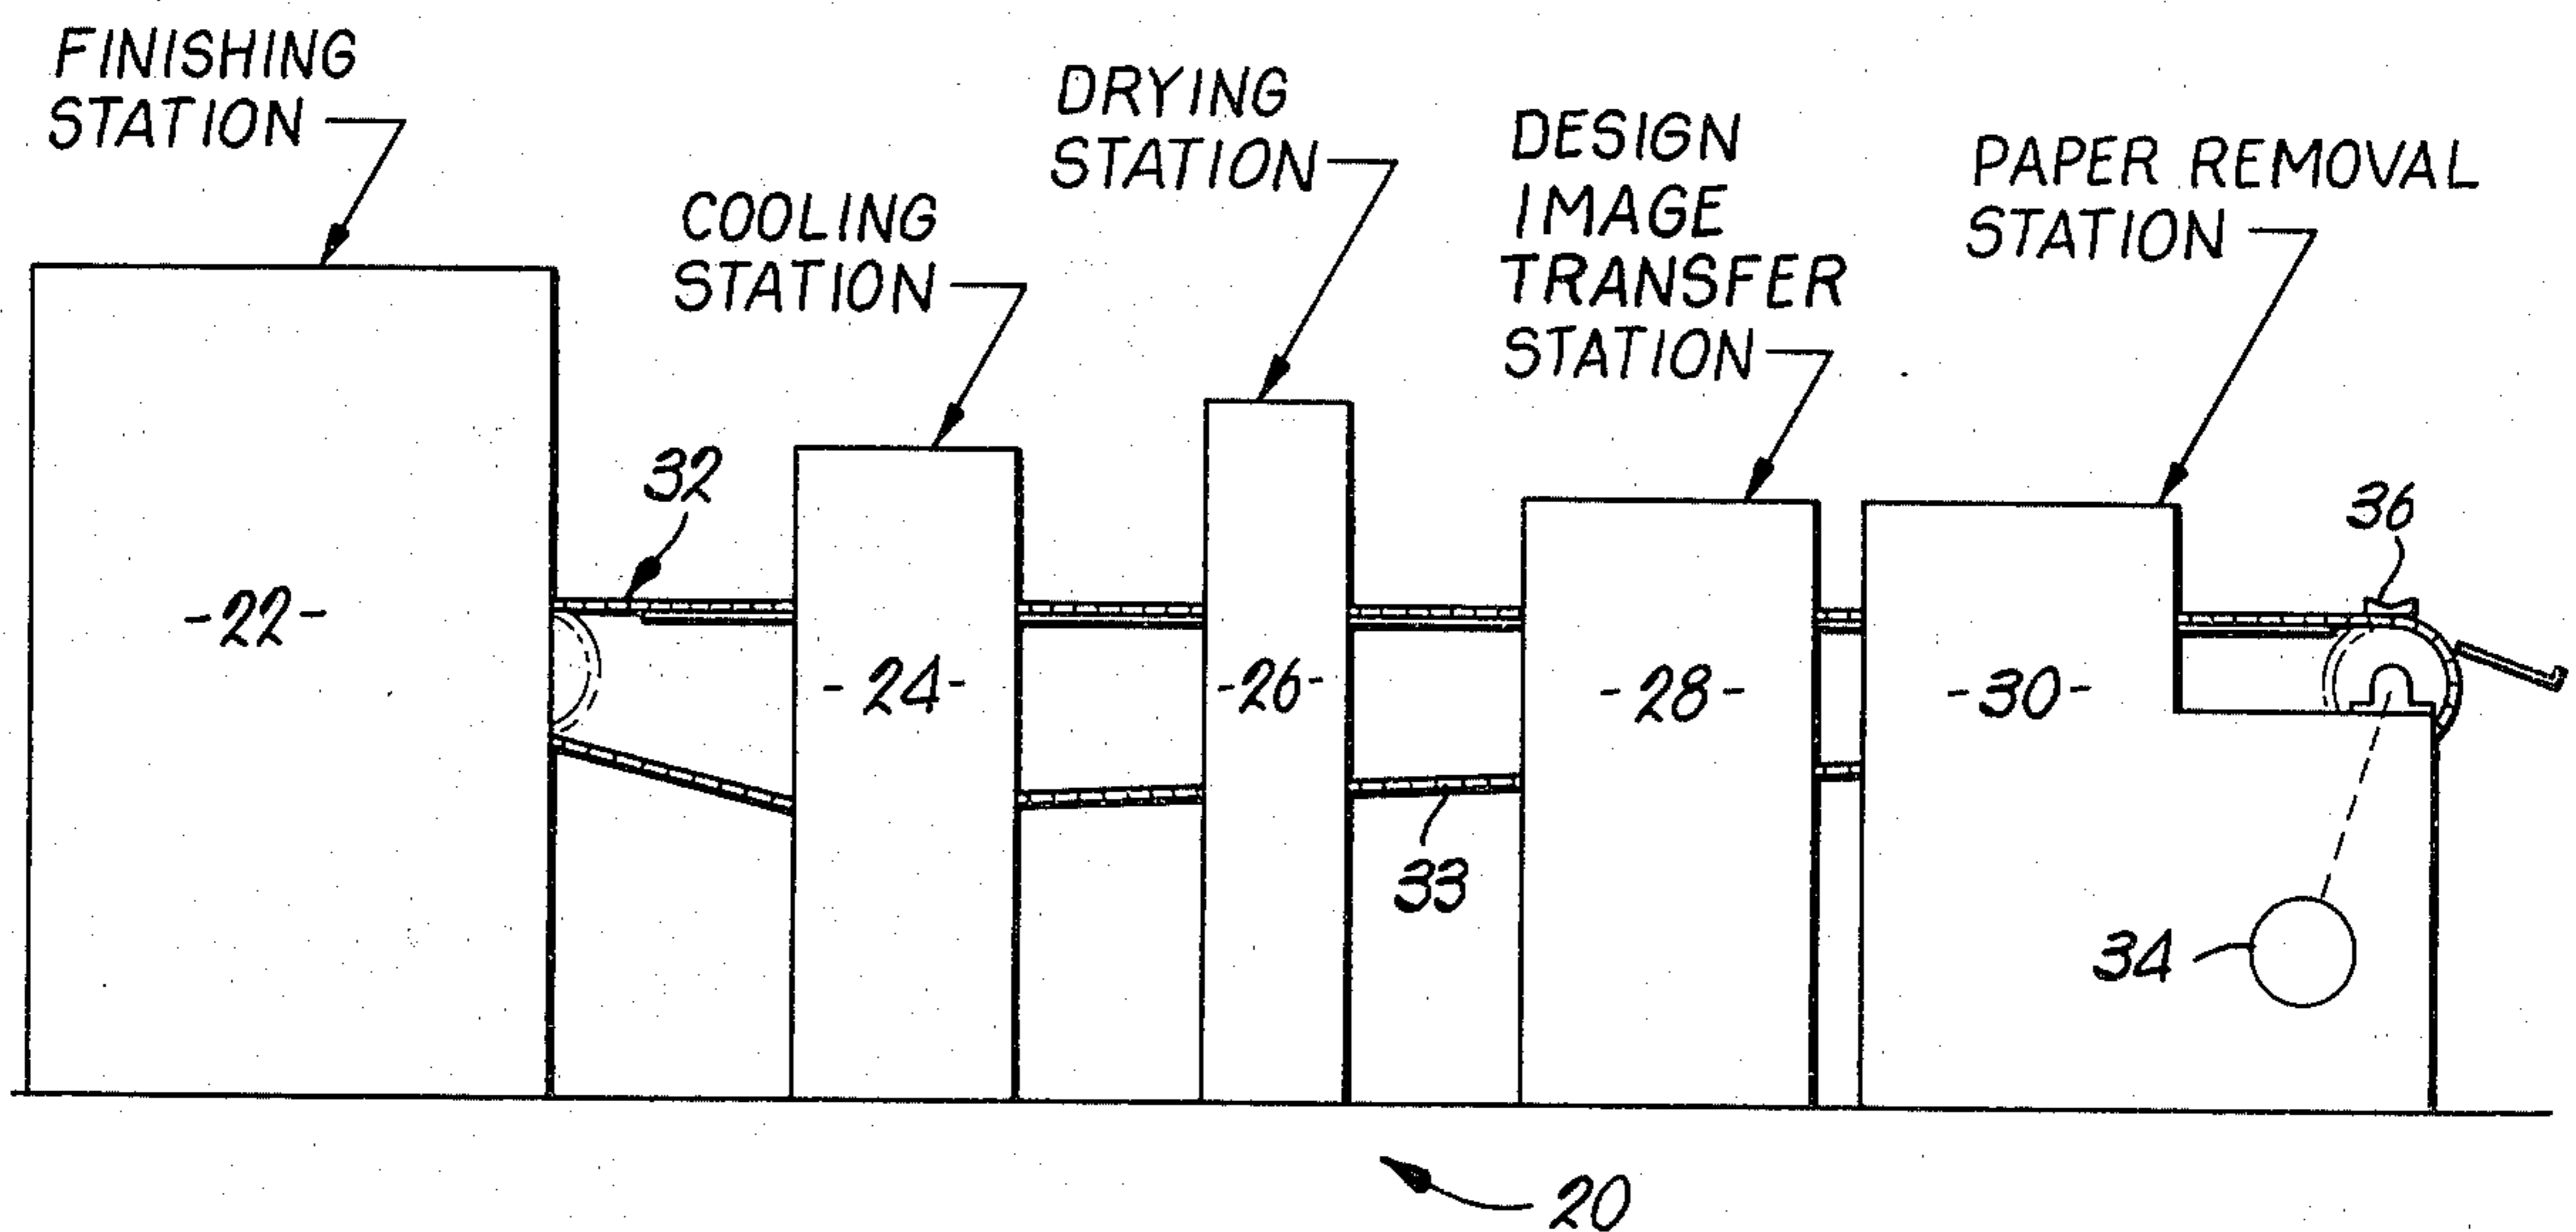 FINISHING
STATION
COOLING
STATION
DRYING
STATION
DESIGN
IMAGE
TRANSFER
STATION
PAPER REMOVAL
STATION
32
36
-22-
-24-
-26-
-28-
-30-
33
34
20